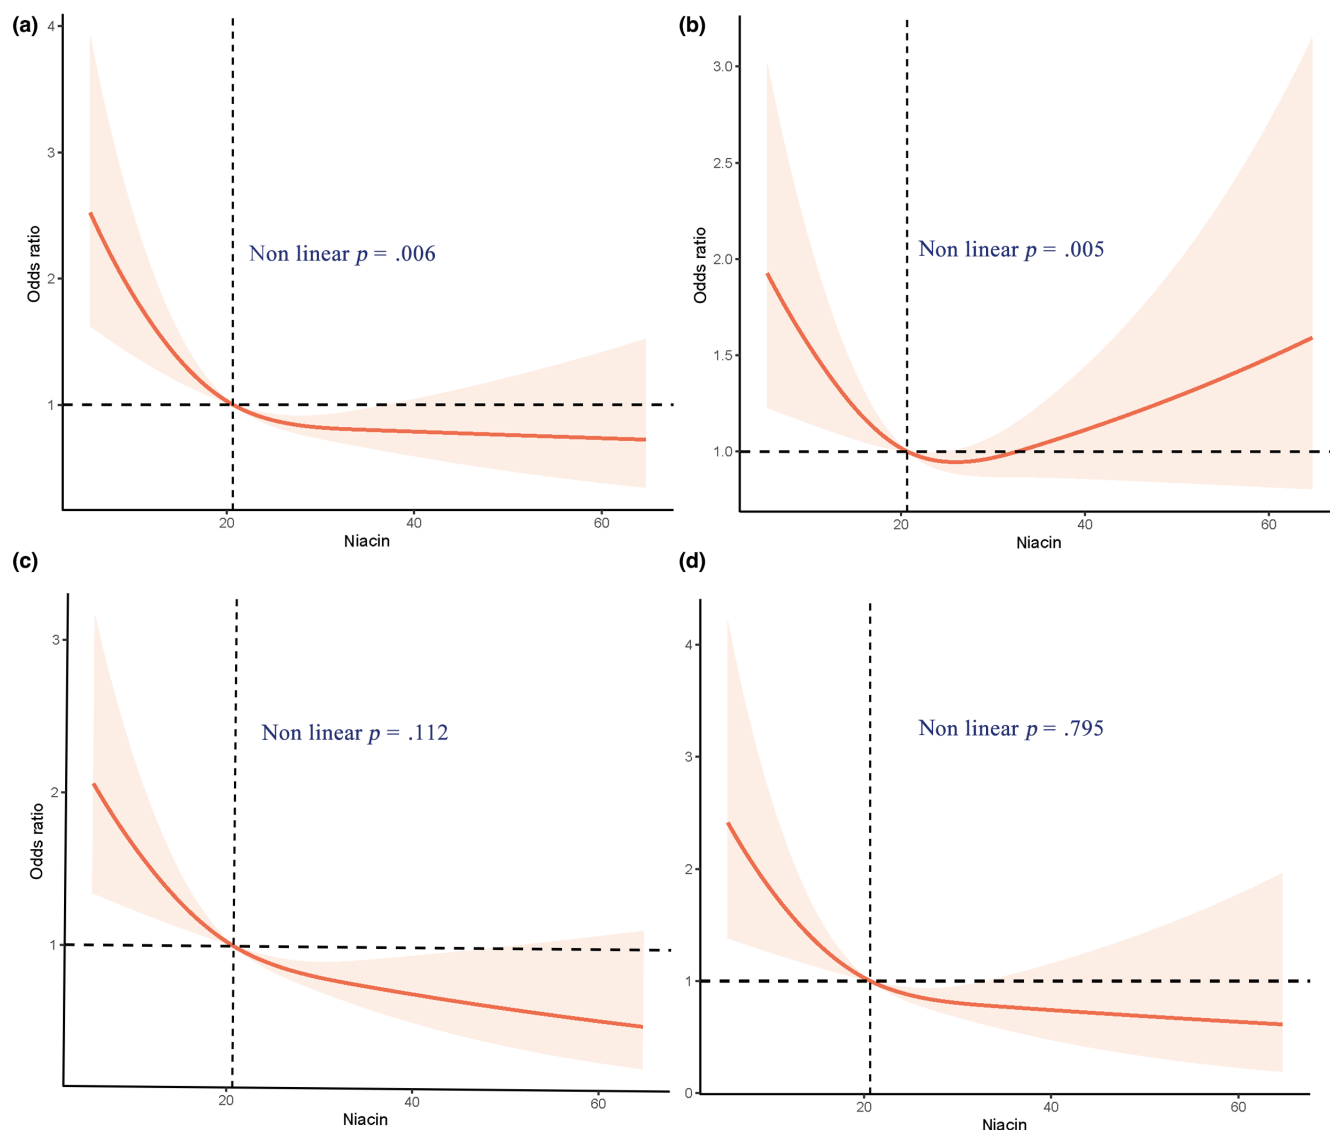 (a)
4
3
2
1
Odds ratio
Non linear p = .006
20
40
60
Niacin
(b)
3.0
2.5
2.0
1.5
1.0
Odds ratio
Non linear p = .005
20
40
60
Niacin
(c)
3
2
1
Odds ratio
Non linear p = .112
20
40
60
Niacin
(d)
4
3
2
1
0
Non linear p = .795
20
40
60
Niacin